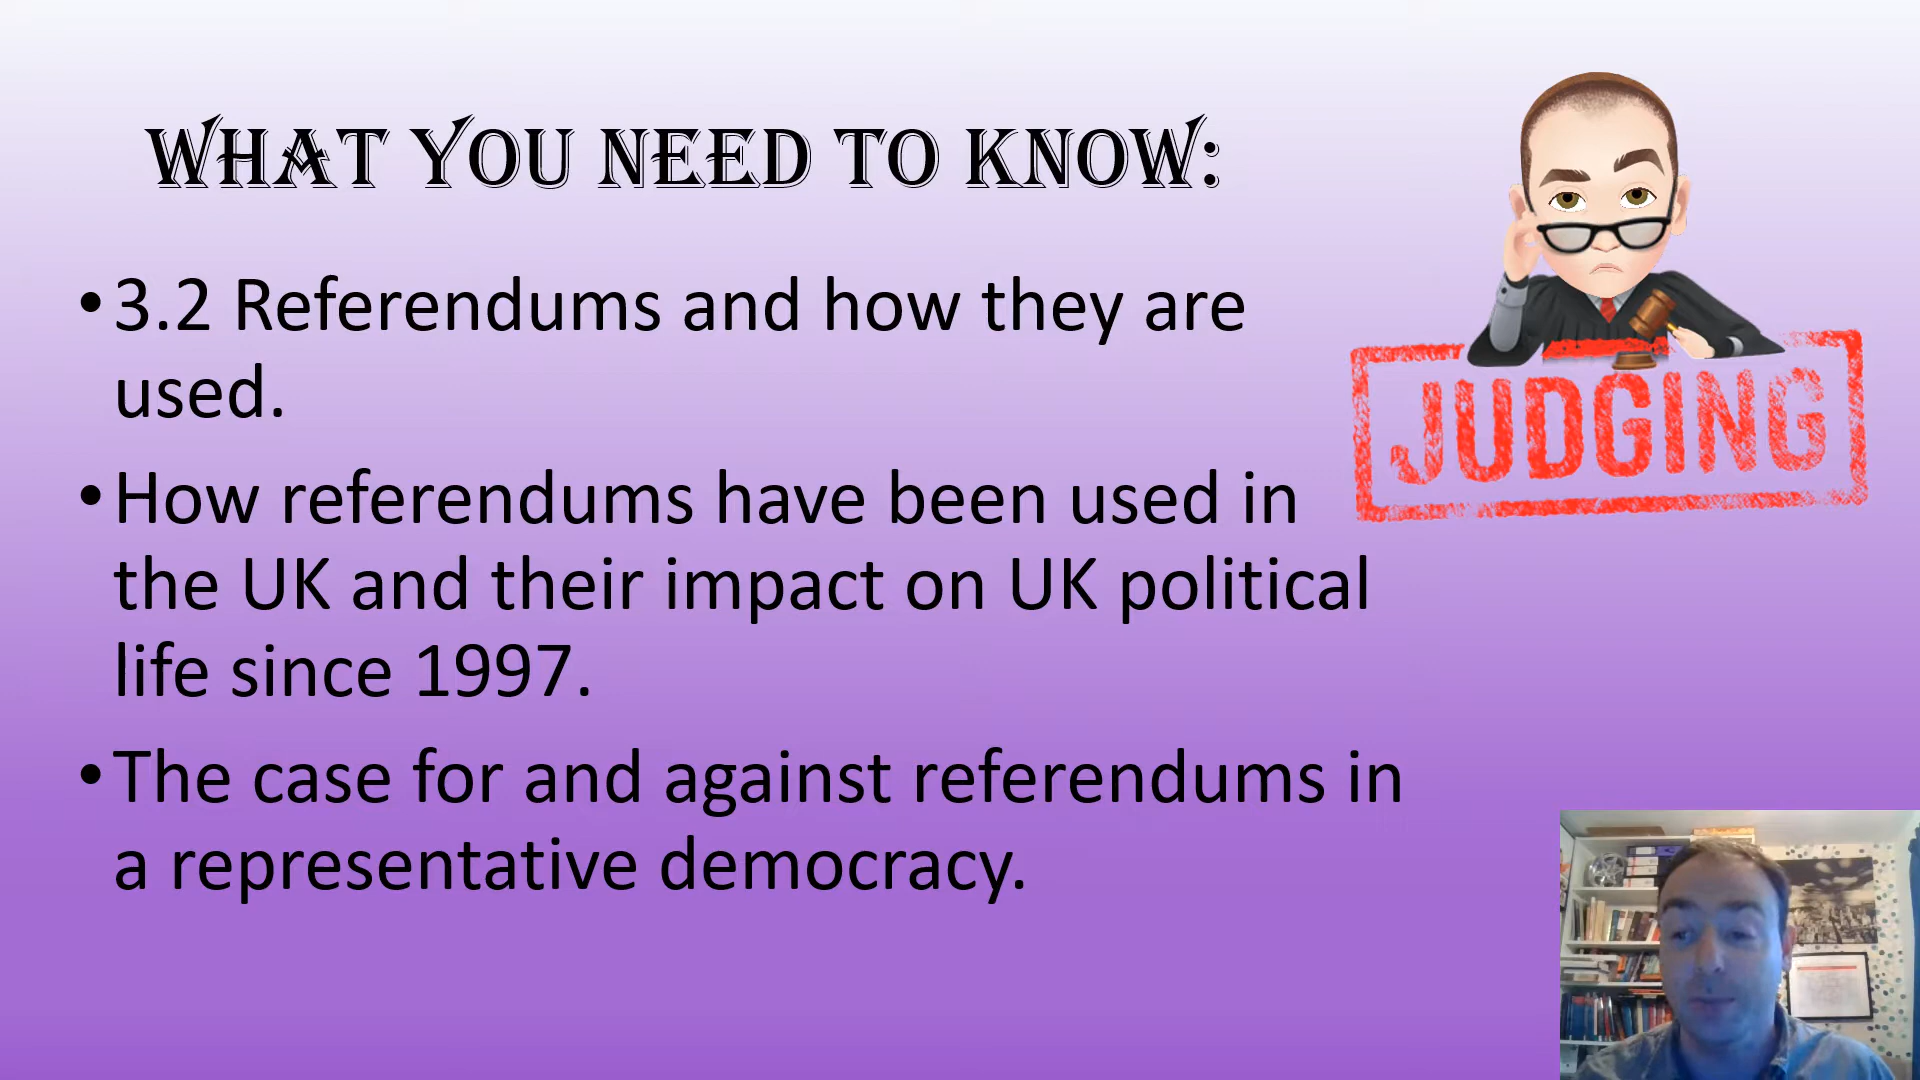 WHAT YOU NEED TO KNOW:
• 3.2 Referendums and how they are
used.
• How referendums have been used in
the UK and their impact on UK political
life since 1997.
• The case for and against referendums in
a representative democracy.
JUDGING